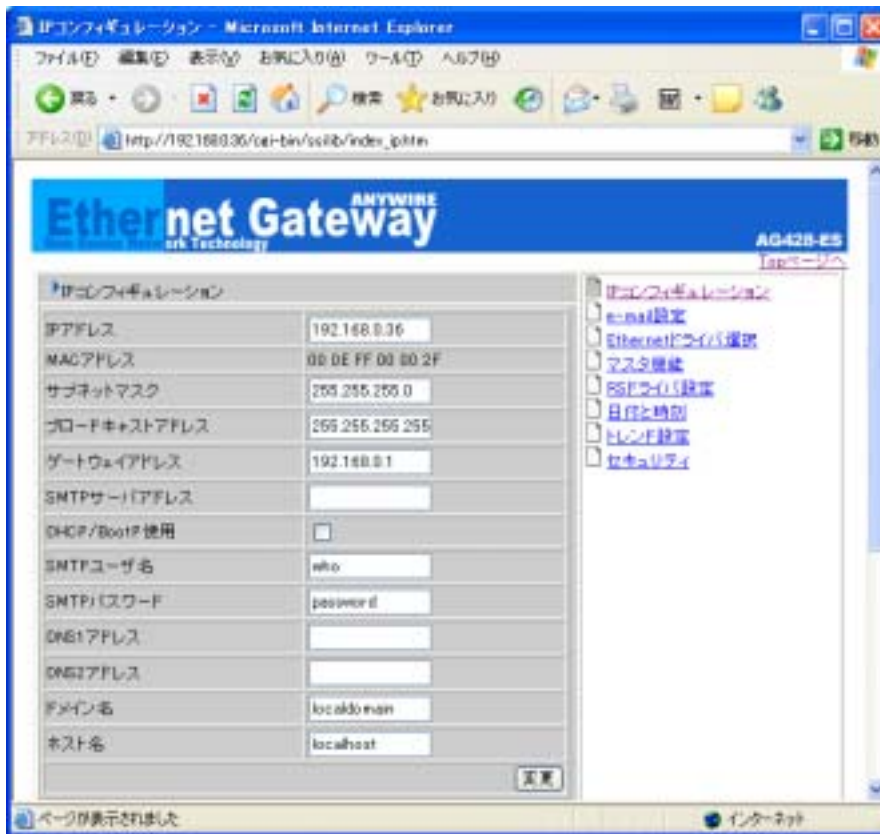 IPコンフィギュレーション - Microsoft Internet Explorer
ファイル(F) 編集(E) 表示(V) お気に入り(A) ツール(T) ヘルプ(H)
戻る 検索 お気に入り
アドレス(D) http://192.168.0.36/cgi-bin/ssilib/index_ip.htm 移動
Ethernet Gateway ANYWIRE
AG428-ES
Topページへ
IPコンフィギュレーション
IPアドレス 192.168.0.36
MACアドレス 00 0E FF 00 00 2F
サブネットマスク 255.255.255.0
ブロードキャストアドレス 255.255.255.255
ゲートウェイアドレス 192.168.0.1
SMTPサーバアドレス
DHCP/BootP使用
SMTPユーザ名 who
SMTPパスワード password
DNS1アドレス
DNS2アドレス
ドメイン名 localdomain
ホスト名 localhost
変更
IPコンフィギュレーション
e-mail設定
Ethernetドライバ選択
マスタ機能
RSドライバ設定
日付と時刻
トレンド設定
セキュリティ
ページが表示されました インターネット